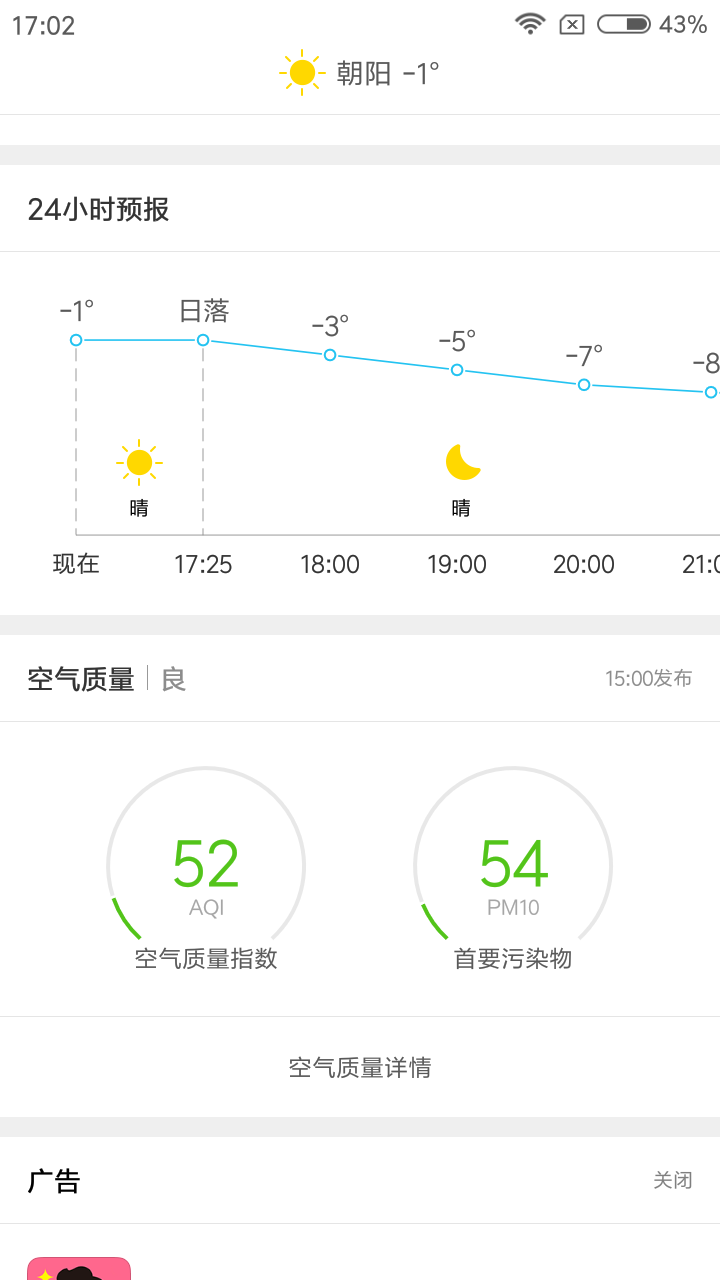 17:02 43%
朝阳 -1°
24小时预报
-1° 日落 -3° -5° -7° -8
晴 晴
现在 17:25 18:00 19:00 20:00 21:0
空气质量 良 15:00发布
52 54
AQI PM10
空气质量指数 首要污染物
空气质量详情
广告 关闭